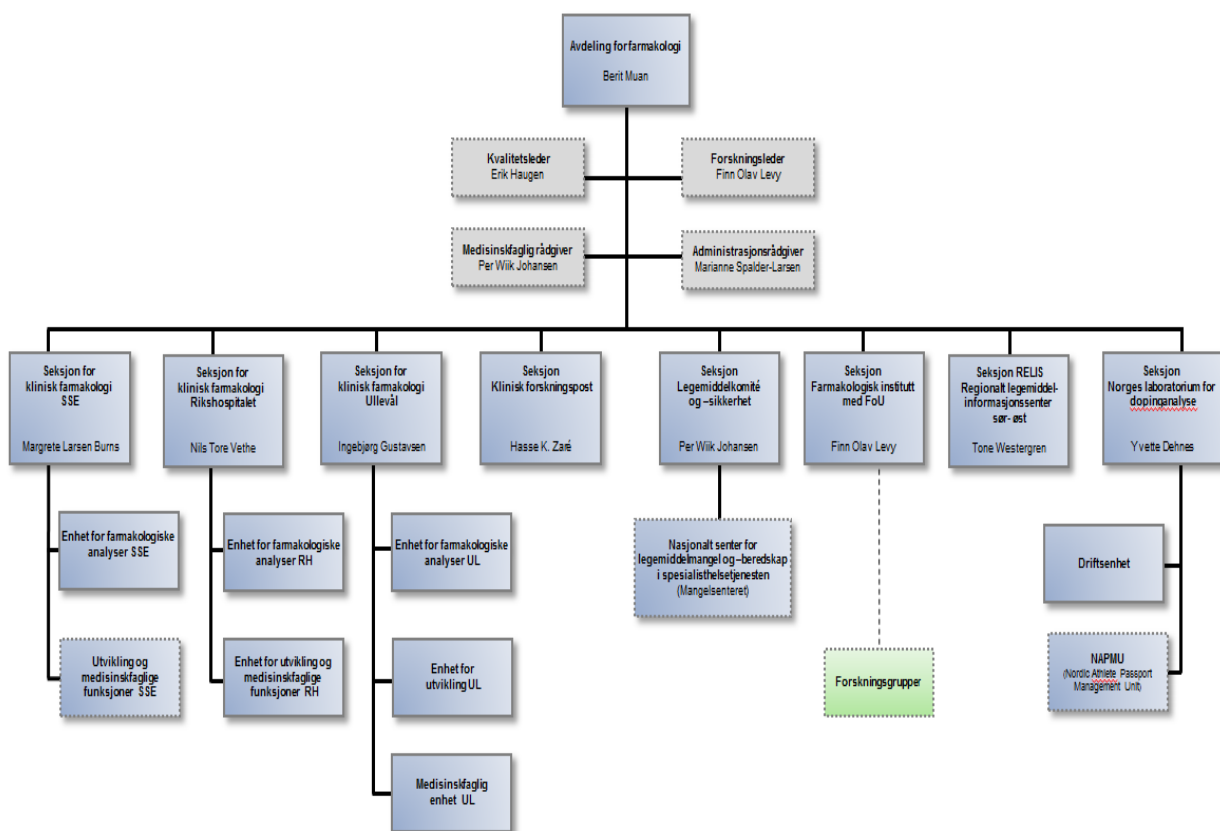 Avdeling for farmakologi
Berit Muan
Kvalitetsleder
Erik Haugen
Forskningsleder
Finn Olav Levy
Medisinskfaglig rådgiver
Per Wiik Johansen
Administrasjonsrådgiver
Marianne Spalder-Larsen
Seksjon for
klinisk farmakologi
SSE
Margrete Larsen Burns
Seksjon for
klinisk farmakologi
Rikshospitalet
Nils Tore Vethe
Seksjon for
klinisk farmakologi
Ullevål
Ingebjørg Gustavsen
Seksjon
Klinisk forskningspost
Hasse K. Zaré
Seksjon
Legemiddelkomité
og –sikkerhet
Per Wiik Johansen
Seksjon
Farmakologisk institutt
med FoU
Finn Olav Levy
Seksjon RELIS
Regionalt legemiddel-
informasjonssenter
sør- øst
Tone Westergren
Seksjon
Norges laboratorium for
dopinganalyse
Yvette Dehnes
Enhet for farmakologiske
analyser SSE
Utvikling og
medisinskfaglige
funksjoner SSE
Enhet for farmakologiske
analyser RH
Enhet for utvikling og
medisinskfaglige
funksjoner RH
Enhet for farmakologiske
analyser UL
Enhet for
utvikling UL
Medisinskfaglig
enhet UL
Nasjonalt senter for
legemiddelmangel og –beredskap
i spesialisthelsetjenesten
(Mangelsenteret)
Forskningsgrupper
Driftsenhet
NAPMU
(Nordic Athlete Passport
Management Unit)